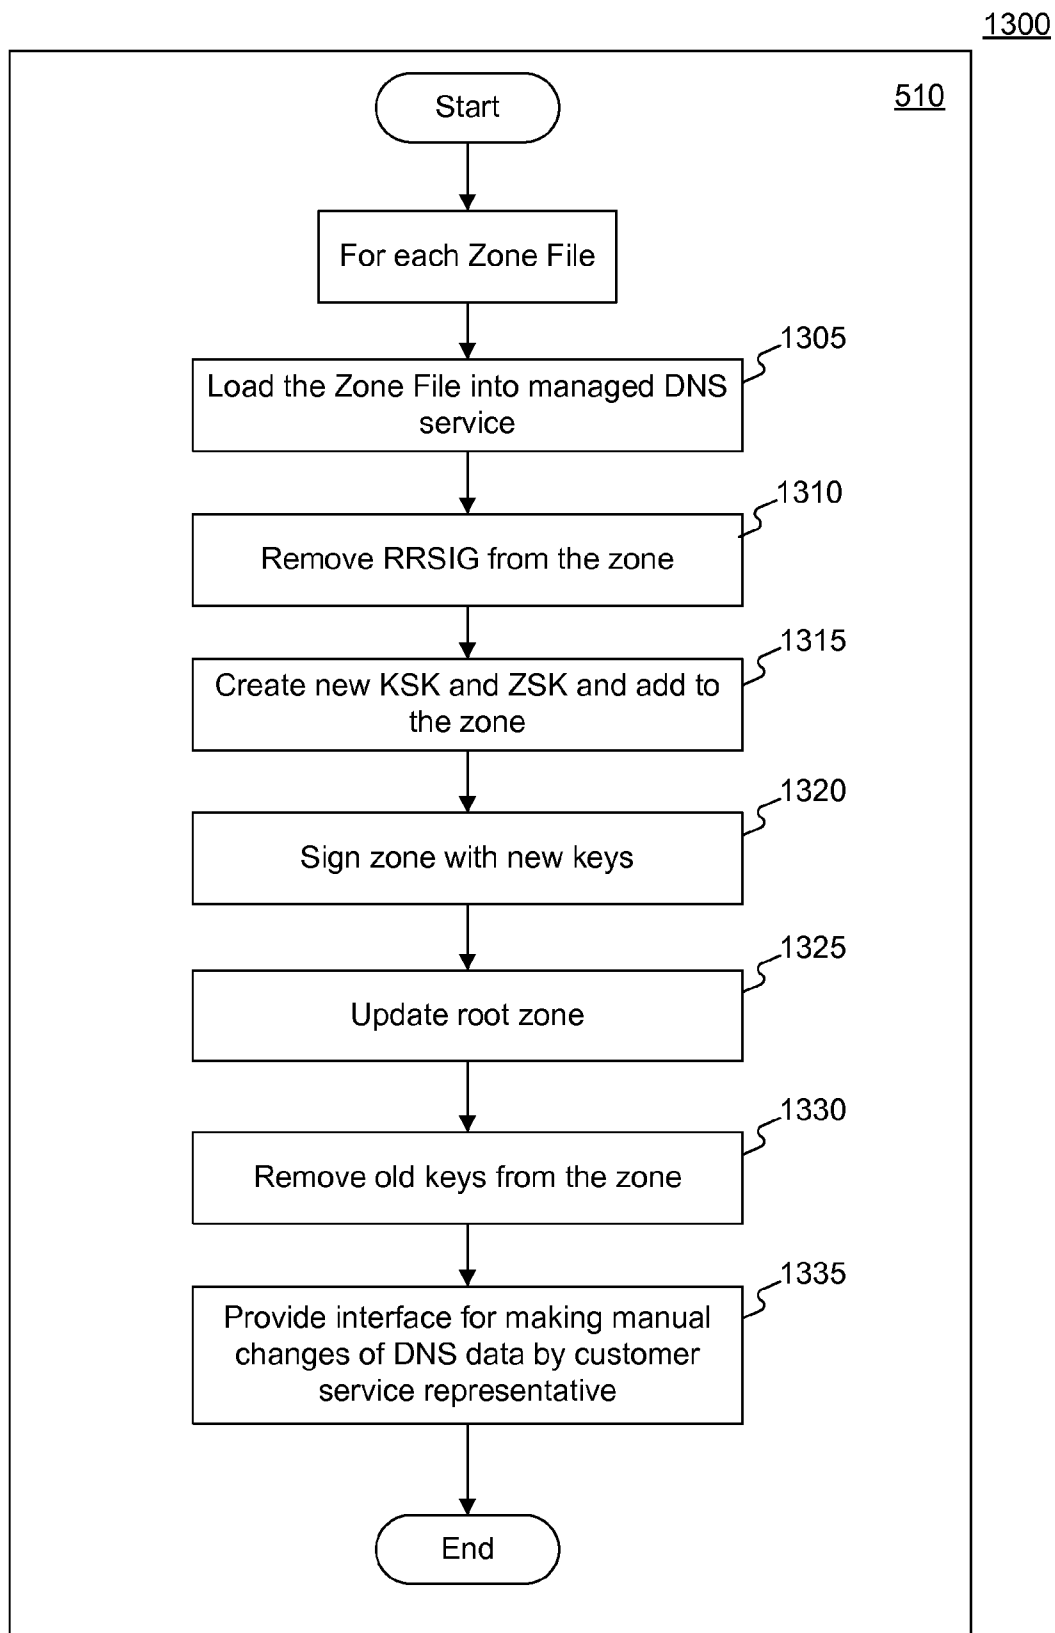 1300
510
Start
For each Zone File
1305
Load the Zone File into managed DNS
service
1310
Remove RRSIG from the zone
1315
Create new KSK and ZSK and add to
the zone
1320
Sign zone with new keys
1325
Update root zone
1330
Remove old keys from the zone
1335
Provide interface for making manual
changes of DNS data by customer
service representative
End